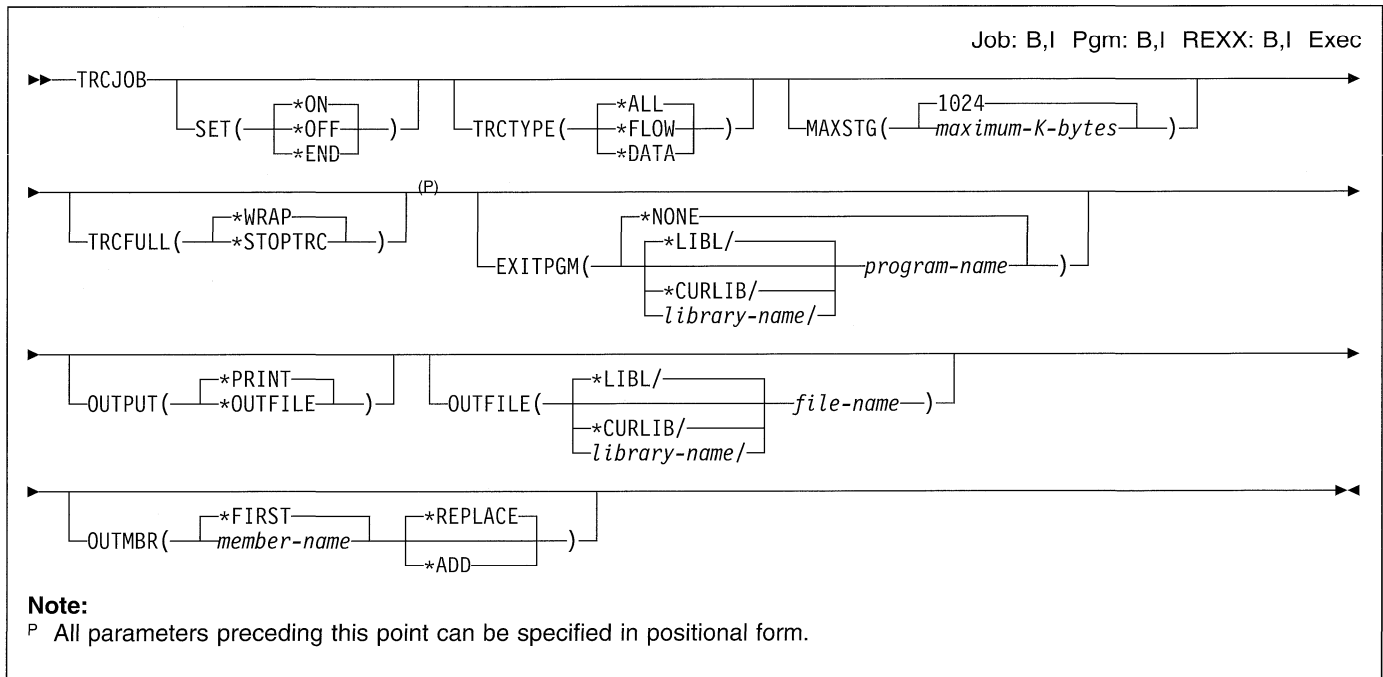 Job: B,I Pgm: B,I REXX: B,I Exec
TRCJOB
*ON
*ALL
1024
SET( *OFF )
TRCTYPE( *FLOW )
MAXSTG( maximum-K-bytes )
*END
*DATA
(P)
*WRAP
*NONE
TRCFULL( *STOPTRC )
*LIBL/
EXITPGM( program-name )
*CURLIB/
library-name/
*PRINT
*LIBL/
OUTPUT( *OUTFILE )
OUTFILE( file-name )
*CURLIB/
library-name/
*FIRST
*REPLACE
OUTMBR( member-name )
*ADD
Note:
P All parameters preceding this point can be specified in positional form.